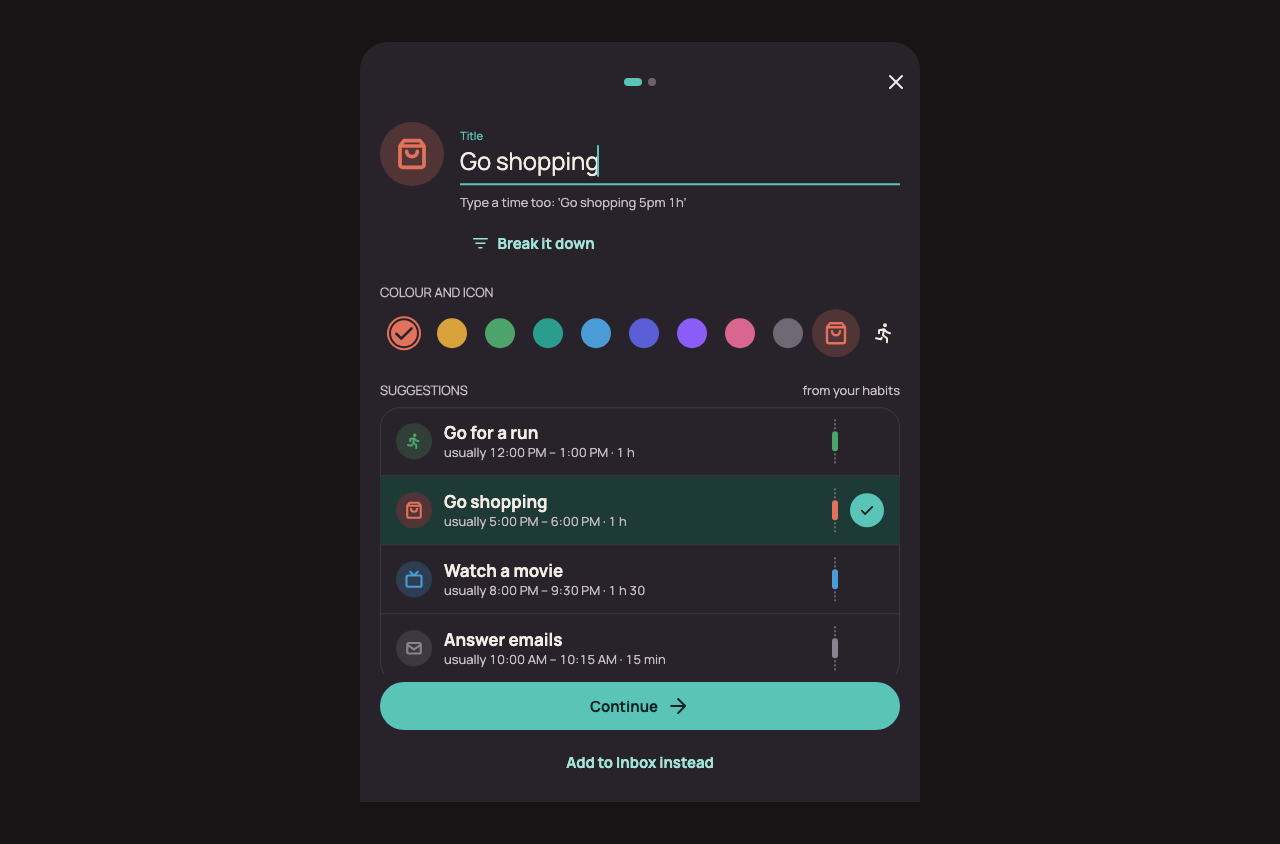 Title
Go shopping
Type a time too: 'Go shopping 5pm 1h'
Break it down
COLOUR AND ICON
SUGGESTIONS
from your habits
Go for a run
usually 12:00 PM – 1:00 PM · 1 h
Go shopping
usually 5:00 PM – 6:00 PM · 1 h
Watch a movie
usually 8:00 PM – 9:30 PM · 1 h 30
Answer emails
usually 10:00 AM – 10:15 AM · 15 min
Continue
Add to Inbox instead